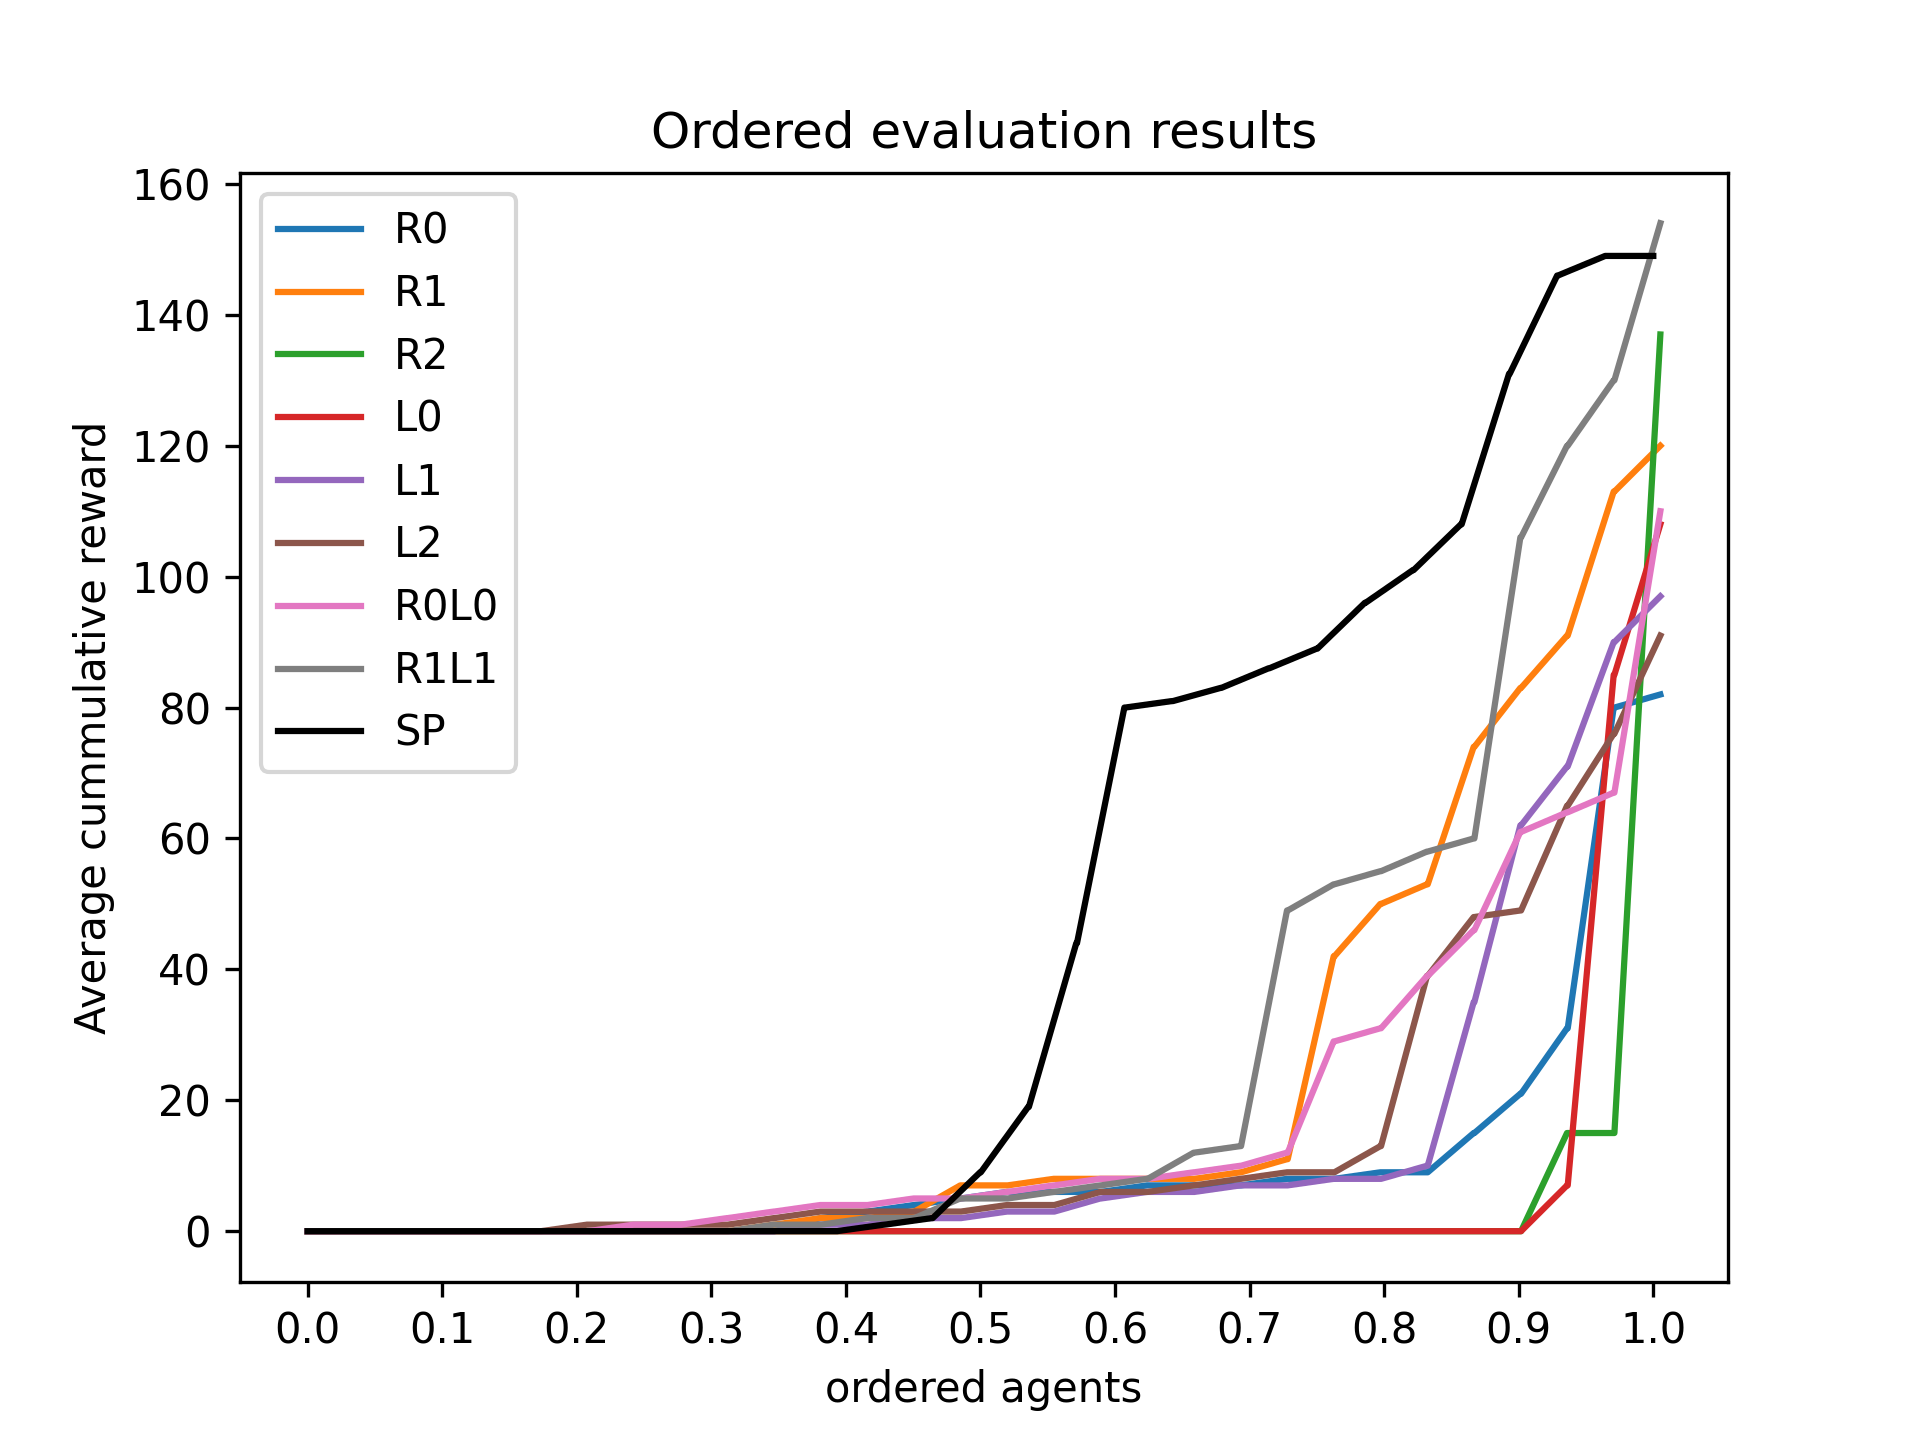 Ordered evaluation results
160
140
120
100
80
60
40
20
0
Average cummulative reward
R0
R1
R2
L0
L1
L2
R0L0
R1L1
SP
0.0 0.1 0.2 0.3 0.4 0.5 0.6 0.7 0.8 0.9 1.0
ordered agents